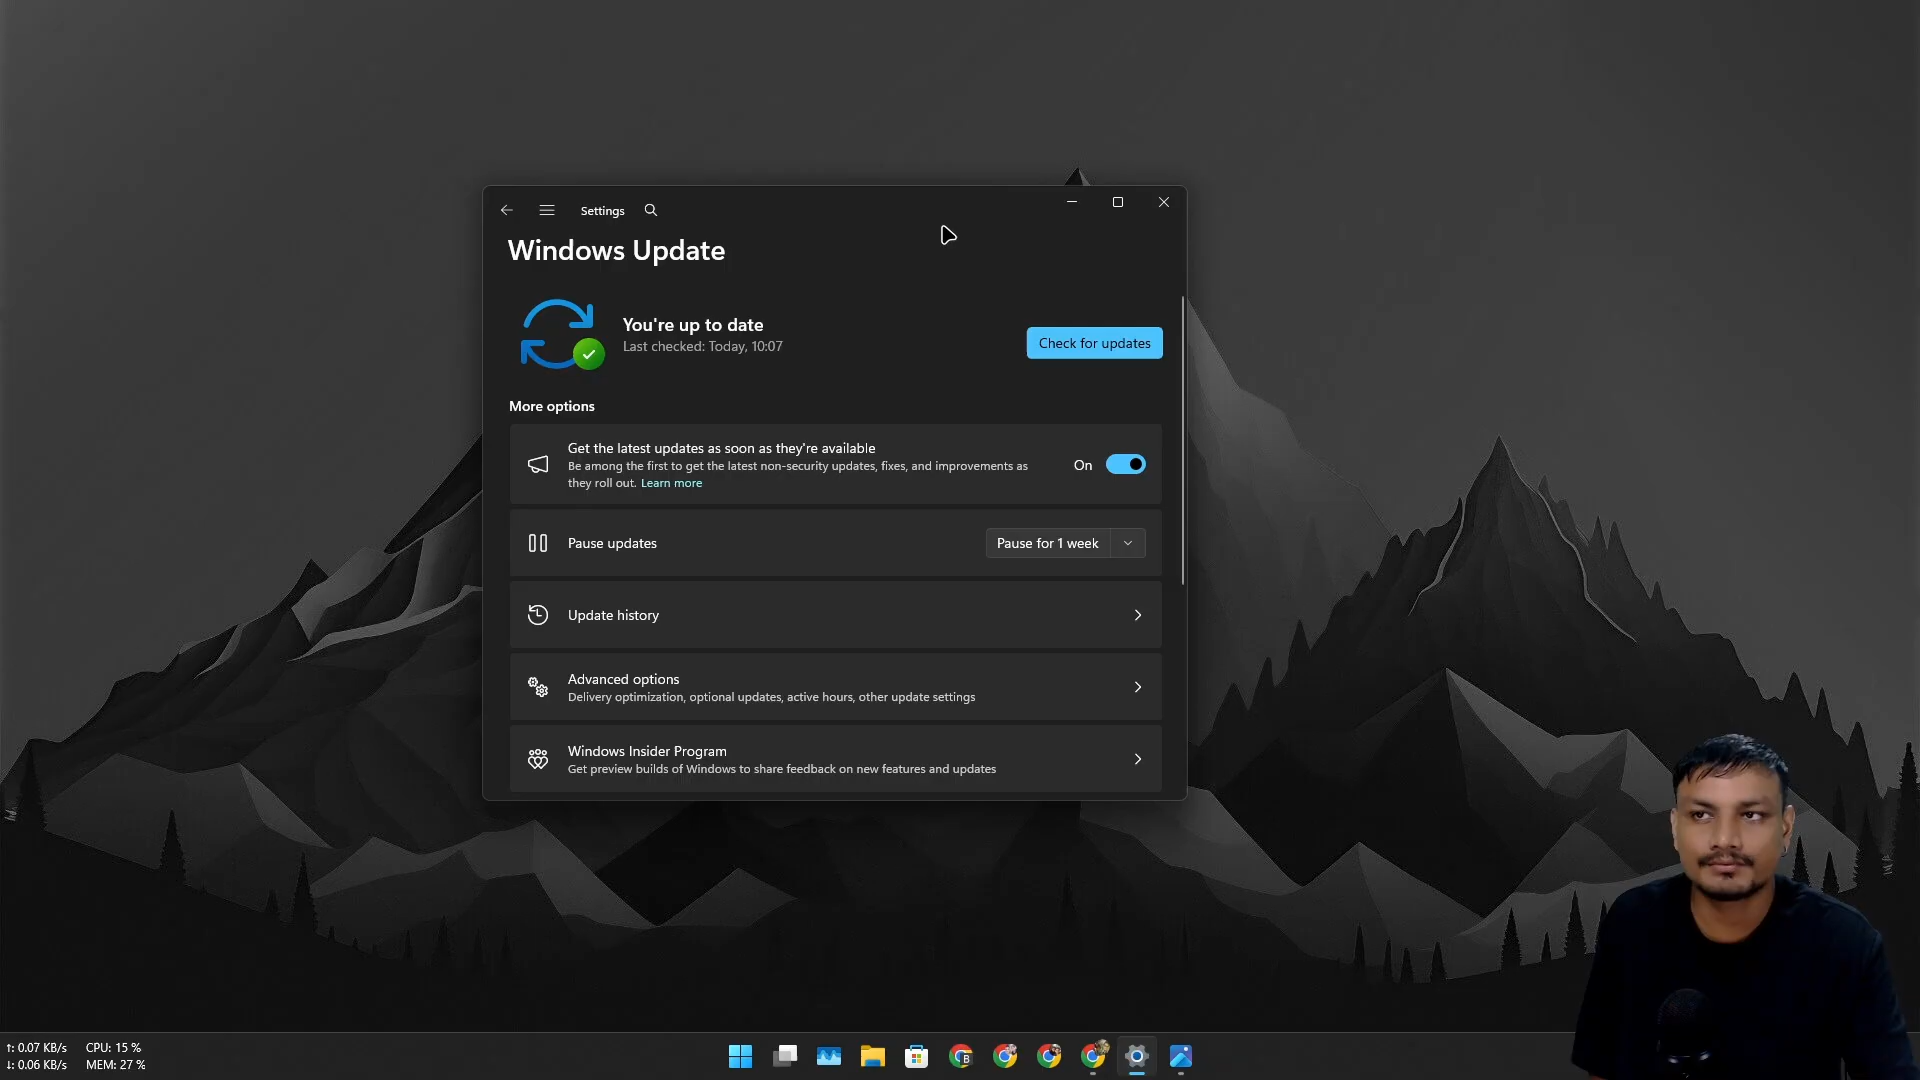 Settings
Windows Update
You're up to date
Last checked: Today, 10:07
Check for updates
More options
Get the latest updates as soon as they're available
Be among the first to get the latest non-security updates, fixes, and improvements as
they roll out. Learn more
On
Pause updates
Pause for 1 week
Update history
Advanced options
Delivery optimization, optional updates, active hours, other update settings
Windows Insider Program
Get preview builds of Windows to share feedback on new features and updates
↑: 0.07 KB/s CPU: 15 %
↓: 0.06 KB/s MEM: 27 %
B